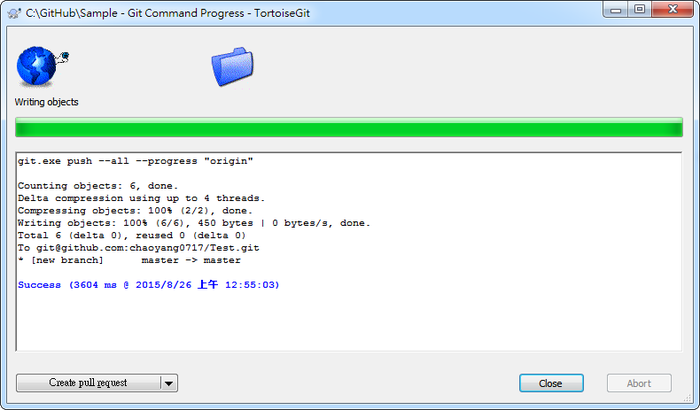 C:\GitHub\Sample - Git Command Progress - TortoiseGit
Writing objects
git.exe push --all --progress "origin"
Counting objects: 6, done.
Delta compression using up to 4 threads.
Compressing objects: 100% (2/2), done.
Writing objects: 100% (6/6), 450 bytes | 0 bytes/s, done.
Total 6 (delta 0), reused 0 (delta 0)
To git@github.com:chaoyang0717/Test.git
* [new branch]      master -> master
Success (3604 ms @ 2015/8/26 上午 12:55:03)
Create pull request
Close
Abort